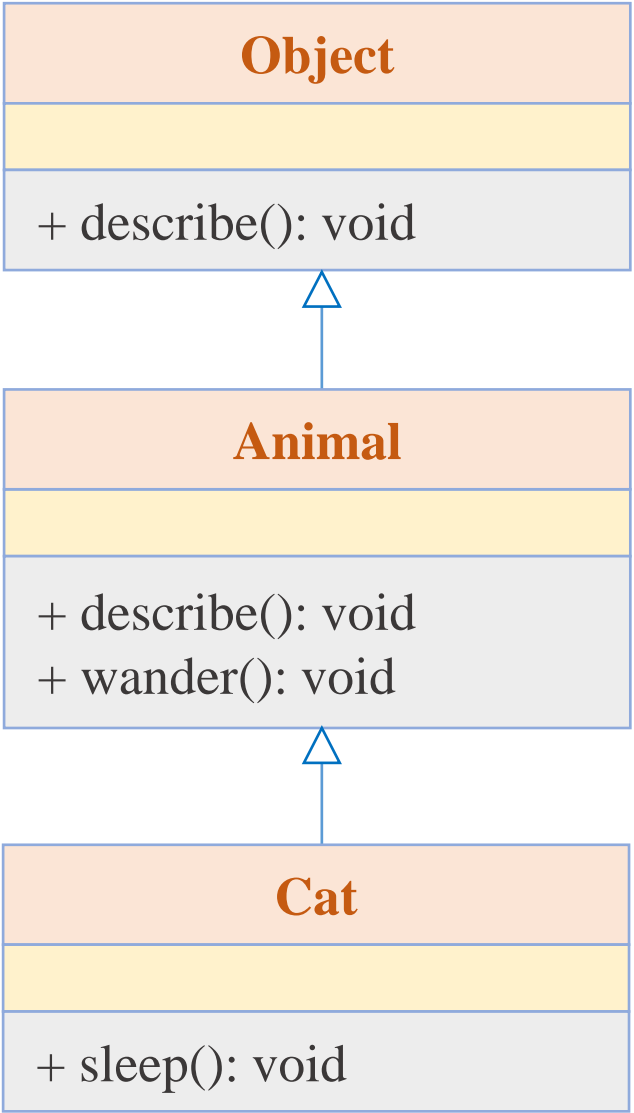 Object
+ describe(): void
Animal
+ describe(): void
+ wander(): void
Cat
+ sleep(): void